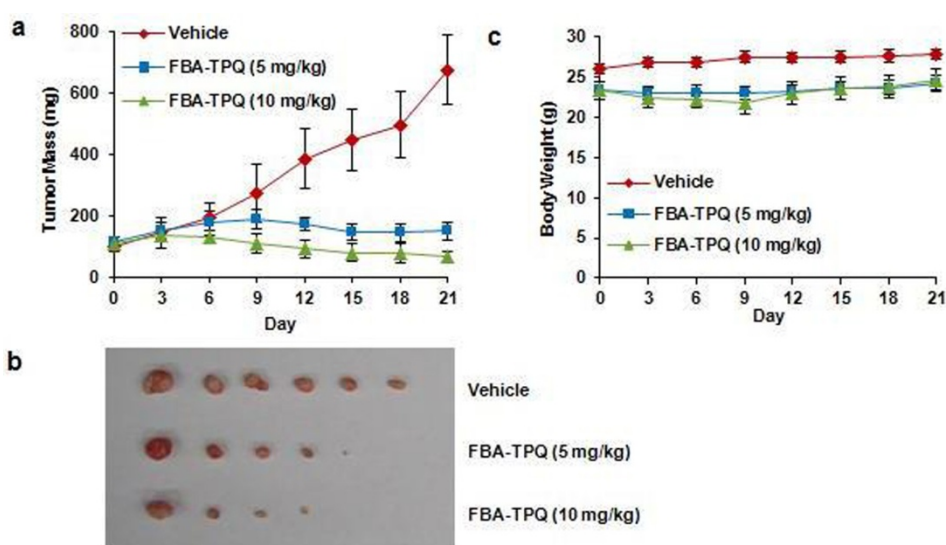 a
Vehicle
FBA-TPQ (5 mg/kg)
FBA-TPQ (10 mg/kg)
Tumor Mass (mg)
800
600
400
200
0
0 3 6 9 12 15 18 21
Day
c
Body Weight (g)
30
25
20
15
10
5
0
Vehicle
FBA-TPQ (5 mg/kg)
FBA-TPQ (10 mg/kg)
0 3 6 9 12 15 18 21
Day
b
Vehicle
FBA-TPQ (5 mg/kg)
FBA-TPQ (10 mg/kg)